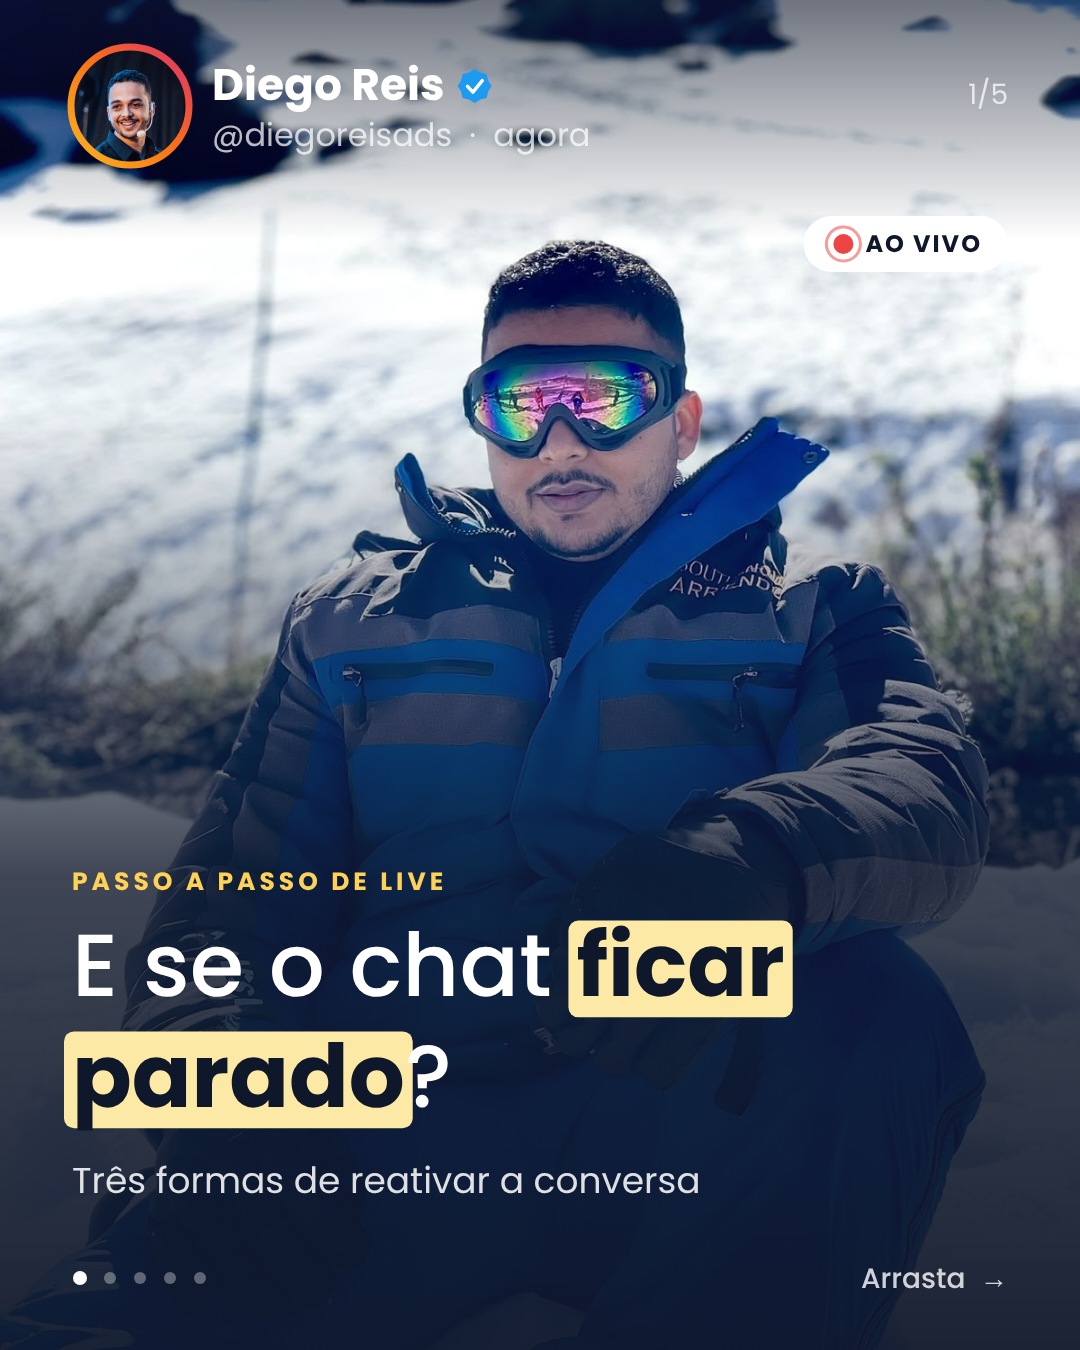 Diego Reis
@diegoreisads · agora
1/5
AO VIVO
PASSO A PASSO DE LIVE
E se o chat ficar
parado?
Três formas de reativar a conversa
Arrasta →